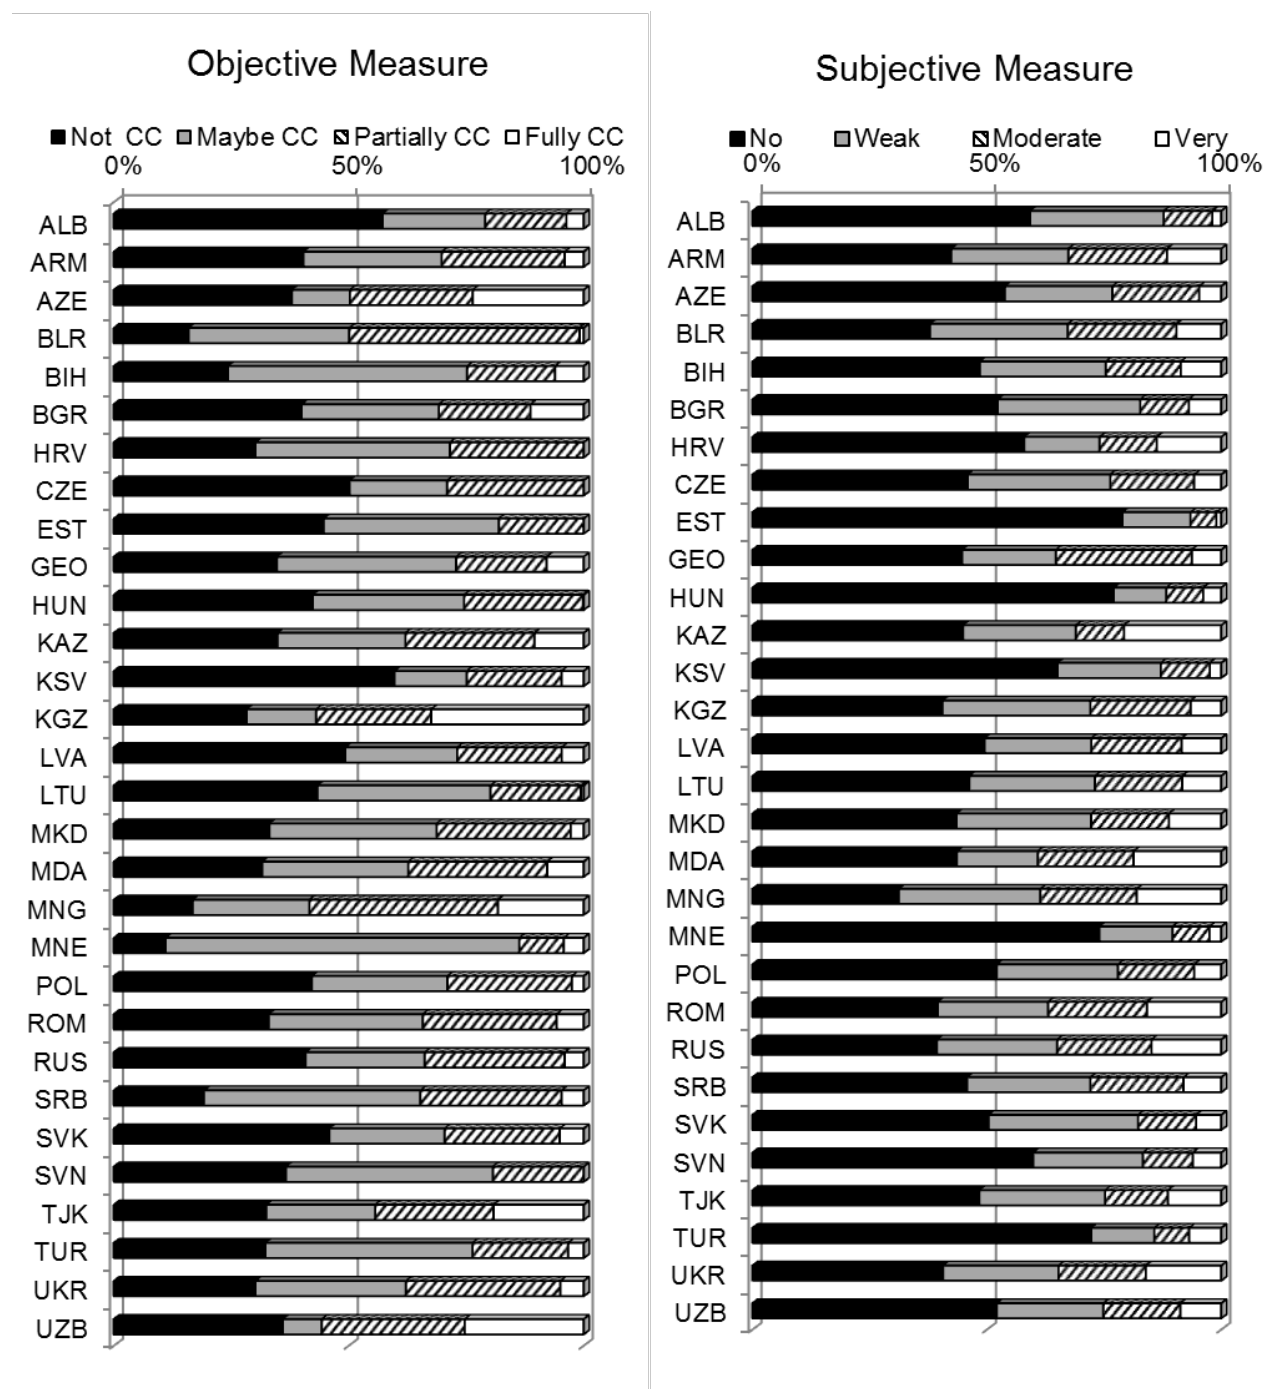 Objective Measure
Not CC Maybe CC Partially CC Fully CC
0% 50% 100%
ALB
ARM
AZE
BLR
BIH
BGR
HRV
CZE
EST
GEO
HUN
KAZ
KSV
KGZ
LVA
LTU
MKD
MDA
MNG
MNE
POL
ROM
RUS
SRB
SVK
SVN
TJK
TUR
UKR
UZB
Subjective Measure
No Weak Moderate Very
0% 50% 100%
ALB
ARM
AZE
BLR
BIH
BGR
HRV
CZE
EST
GEO
HUN
KAZ
KSV
KGZ
LVA
LTU
MKD
MDA
MNG
MNE
POL
ROM
RUS
SRB
SVK
SVN
TJK
TUR
UKR
UZB